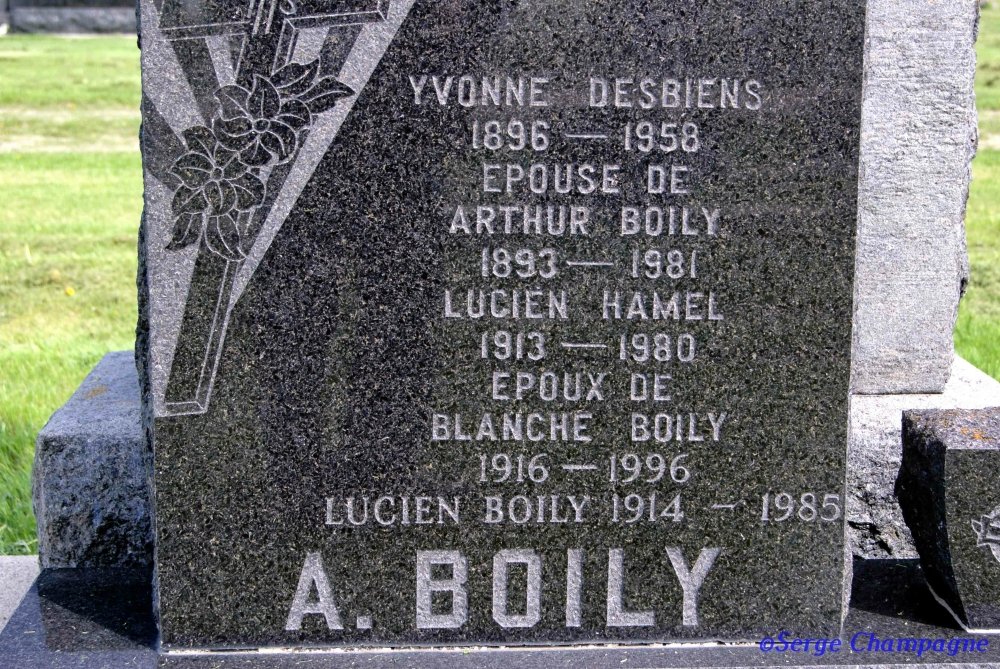 YVONNE DESBIENS
1896 — 1958
EPOUSE DE
ARTHUR BOILY
1893 — 1981
LUCIEN HAMEL
1913 — 1980
EPOUX DE
BLANCHE BOILY
1916 — 1996
LUCIEN BOILY 1914 - 1985
A. BOILY
©Serge Champagne